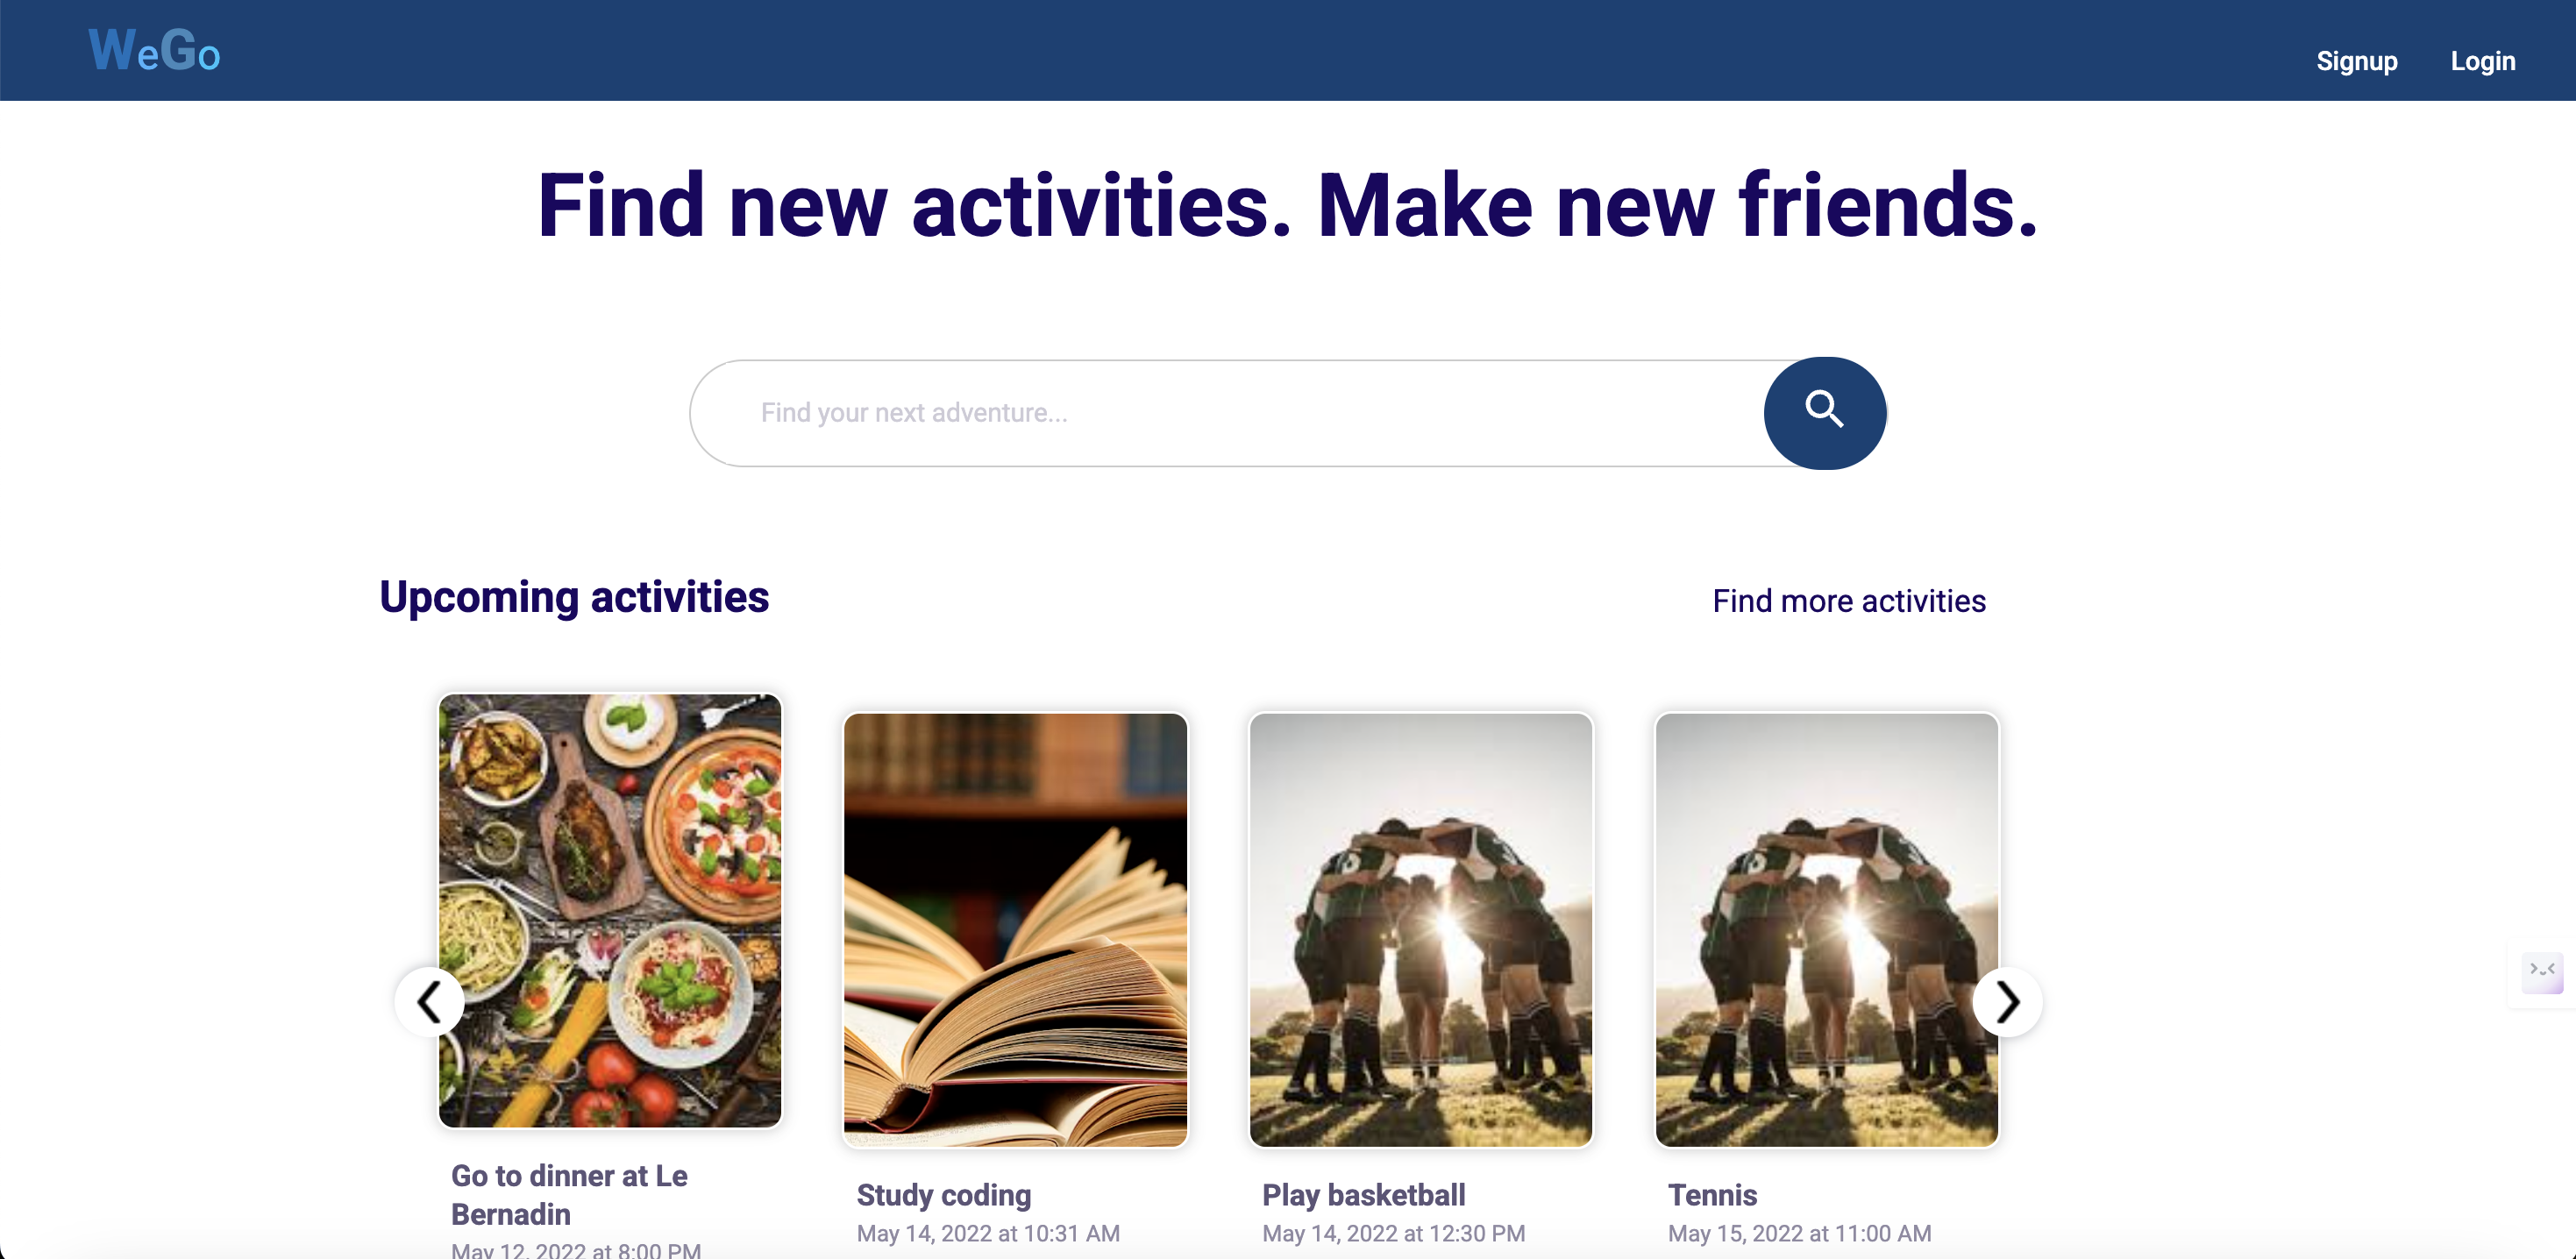 WeGo
Signup Login
Find new activities. Make new friends.
Find your next adventure...
Upcoming activities
Find more activities
Go to dinner at Le
Bernadin
May 12, 2022 at 8:00 PM
Study coding
May 14, 2022 at 10:31 AM
Play basketball
May 14, 2022 at 12:30 PM
Tennis
May 15, 2022 at 11:00 AM